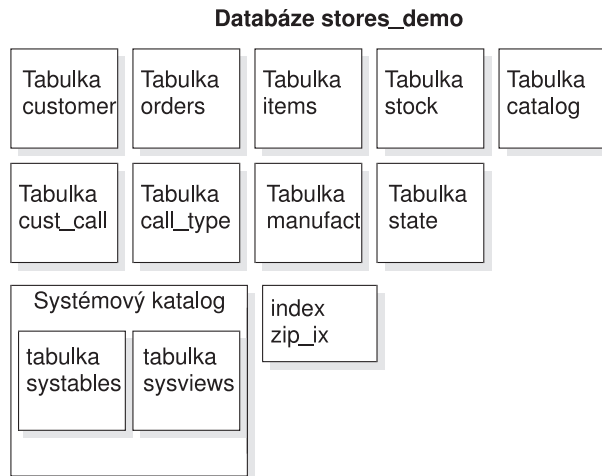 Databáze stores_demo
Tabulka
customer
Tabulka
orders
Tabulka
items
Tabulka
stock
Tabulka
catalog
Tabulka
cust_call
Tabulka
call_type
Tabulka
manufact
Tabulka
state
Systémový katalog
tabulka
systables
tabulka
sysviews
index
zip_ix